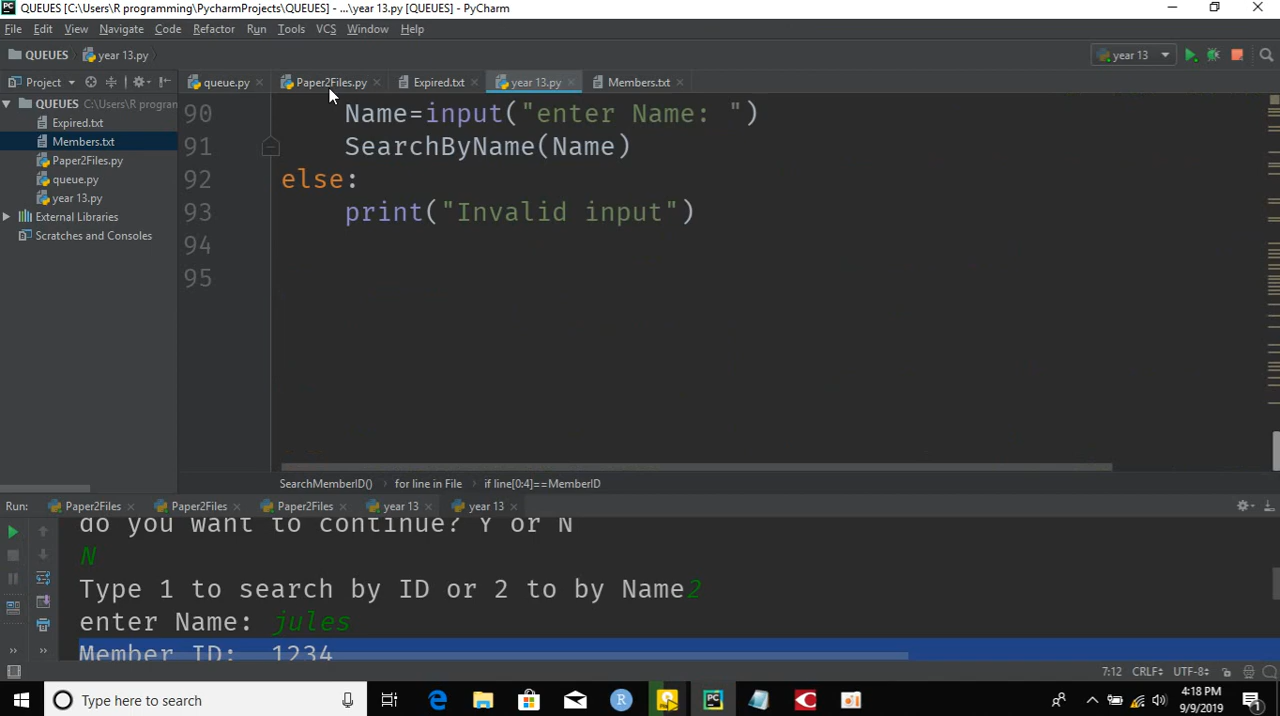 QUEUES [C:\Users\R programming\PycharmProjects\QUEUES] - ...\year 13.py [QUEUES] - PyCharm
File Edit View Navigate Code Refactor Run Tools VCS Window Help
QUEUES year 13.py year 13
Project queue.py Paper2Files.py Expired.txt year 13.py Members.txt
QUEUES C:\Users\R progran
Expired.txt
Members.txt
Paper2Files.py
queue.py
year 13.py
External Libraries
Scratches and Consoles
90 Name=input("enter Name: ")
91 SearchByName(Name)
92 else:
93 print("Invalid input")
94
95
SearchMemberID() for line in File if line[0:4]==MemberID
Run: Paper2Files Paper2Files Paper2Files year 13 year 13
do you want to continue? Y or N
N
Type 1 to search by ID or 2 to by Name2
enter Name: jules
Member ID: 1234
7:12 CRLF UTF-8
Type here to search
4:18 PM
9/9/2019
1